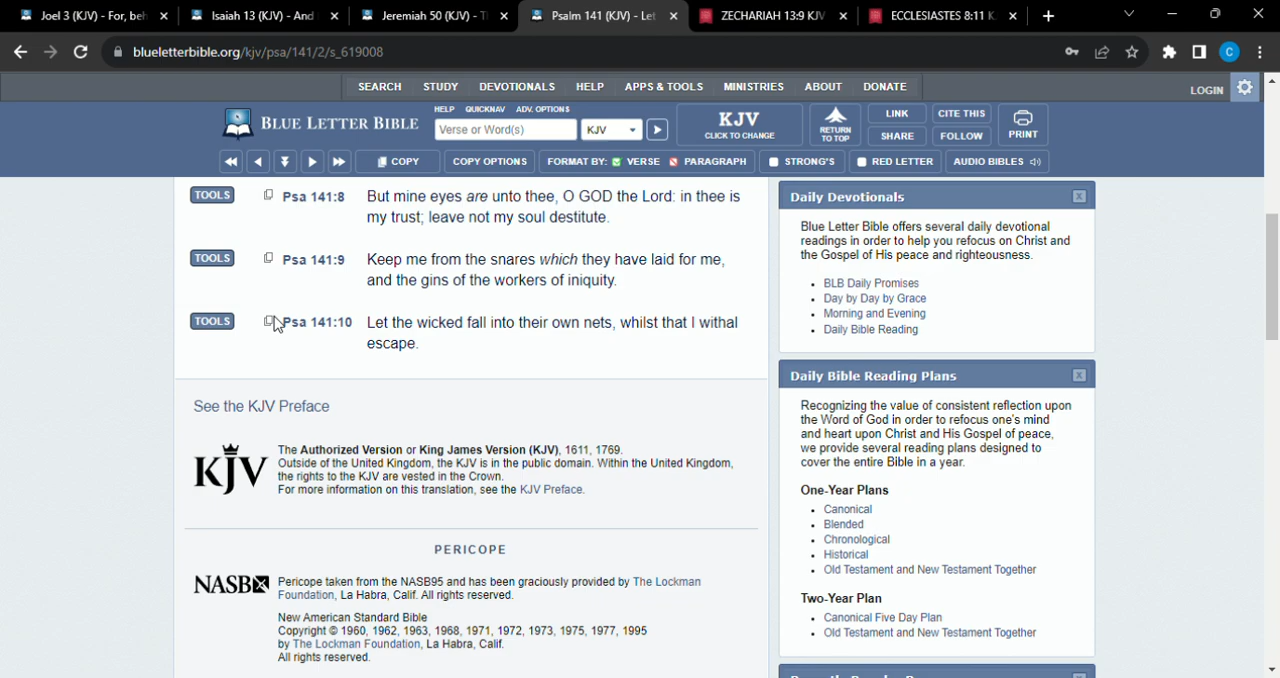 Joel 3 (KJV) - For, beh
Isaiah 13 (KJV) - And
Jeremiah 50 (KJV) - T
Psalm 141 (KJV) - Let
ZECHARIAH 13:9 KJV
ECCLESIASTES 8:11 K
blueletterbible.org/kjv/psa/141/2/s_619008
C
SEARCH STUDY DEVOTIONALS HELP APPS & TOOLS MINISTRIES ABOUT DONATE
LOGIN
BLUE LETTER BIBLE
HELP QUICKNAV ADV. OPTIONS
Verse or Word(s)
KJV
KJV
CLICK TO CHANGE
RETURN
TO TOP
LINK
CITE THIS
SHARE
FOLLOW
PRINT
COPY COPY OPTIONS FORMAT BY: VERSE PARAGRAPH STRONG'S RED LETTER AUDIO BIBLES
TOOLS Psa 141:8 But mine eyes are unto thee, O GOD the Lord: in thee is
my trust; leave not my soul destitute.
TOOLS Psa 141:9 Keep me from the snares which they have laid for me,
and the gins of the workers of iniquity.
TOOLS Psa 141:10 Let the wicked fall into their own nets, whilst that I withal
escape.
See the KJV Preface
KJV
The Authorized Version or King James Version (KJV), 1611, 1769.
Outside of the United Kingdom, the KJV is in the public domain. Within the United Kingdom,
the rights to the KJV are vested in the Crown.
For more information on this translation, see the KJV Preface.
PERICOPE
NASB
Pericope taken from the NASB95 and has been graciously provided by The Lockman
Foundation, La Habra, Calif. All rights reserved.
New American Standard Bible
Copyright © 1960, 1962, 1963, 1968, 1971, 1972, 1973, 1975, 1977, 1995
by The Lockman Foundation, La Habra, Calif.
All rights reserved.
Daily Devotionals
Blue Letter Bible offers several daily devotional
readings in order to help you refocus on Christ and
the Gospel of His peace and righteousness.
BLB Daily Promises
Day by Day by Grace
Morning and Evening
Daily Bible Reading
Daily Bible Reading Plans
Recognizing the value of consistent reflection upon
the Word of God in order to refocus one's mind
and heart upon Christ and His Gospel of peace,
we provide several reading plans designed to
cover the entire Bible in a year.
One-Year Plans
Canonical
Blended
Chronological
Historical
Old Testament and New Testament Together
Two-Year Plan
Canonical Five Day Plan
Old Testament and New Testament Together